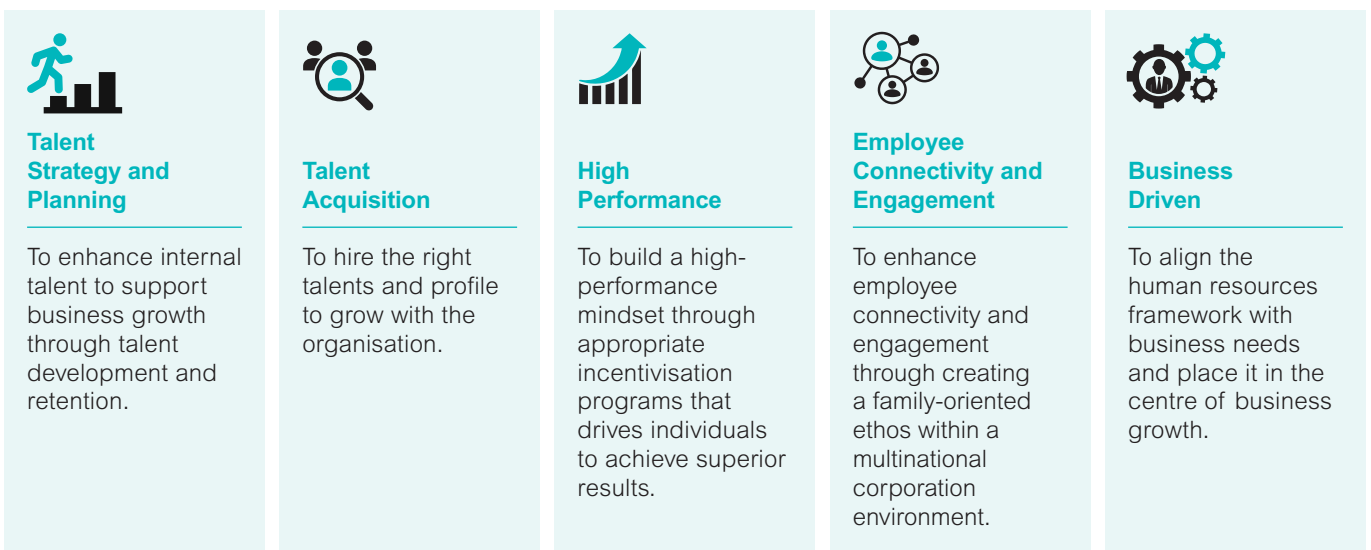 Talent
Strategy and
Planning
To enhance internal
talent to support
business growth
through talent
development and
retention.
Talent
Acquisition
To hire the right
talents and profile
to grow with the
organisation.
High
Performance
To build a high-
performance
mindset through
appropriate
incentivisation
programs that
drives individuals
to achieve superior
results.
Employee
Connectivity and
Engagement
To enhance
employee
connectivity and
engagement
through creating
a family-oriented
ethos within a
multinational
corporation
environment.
Business
Driven
To align the
human resources
framework with
business needs
and place it in the
centre of business
growth.